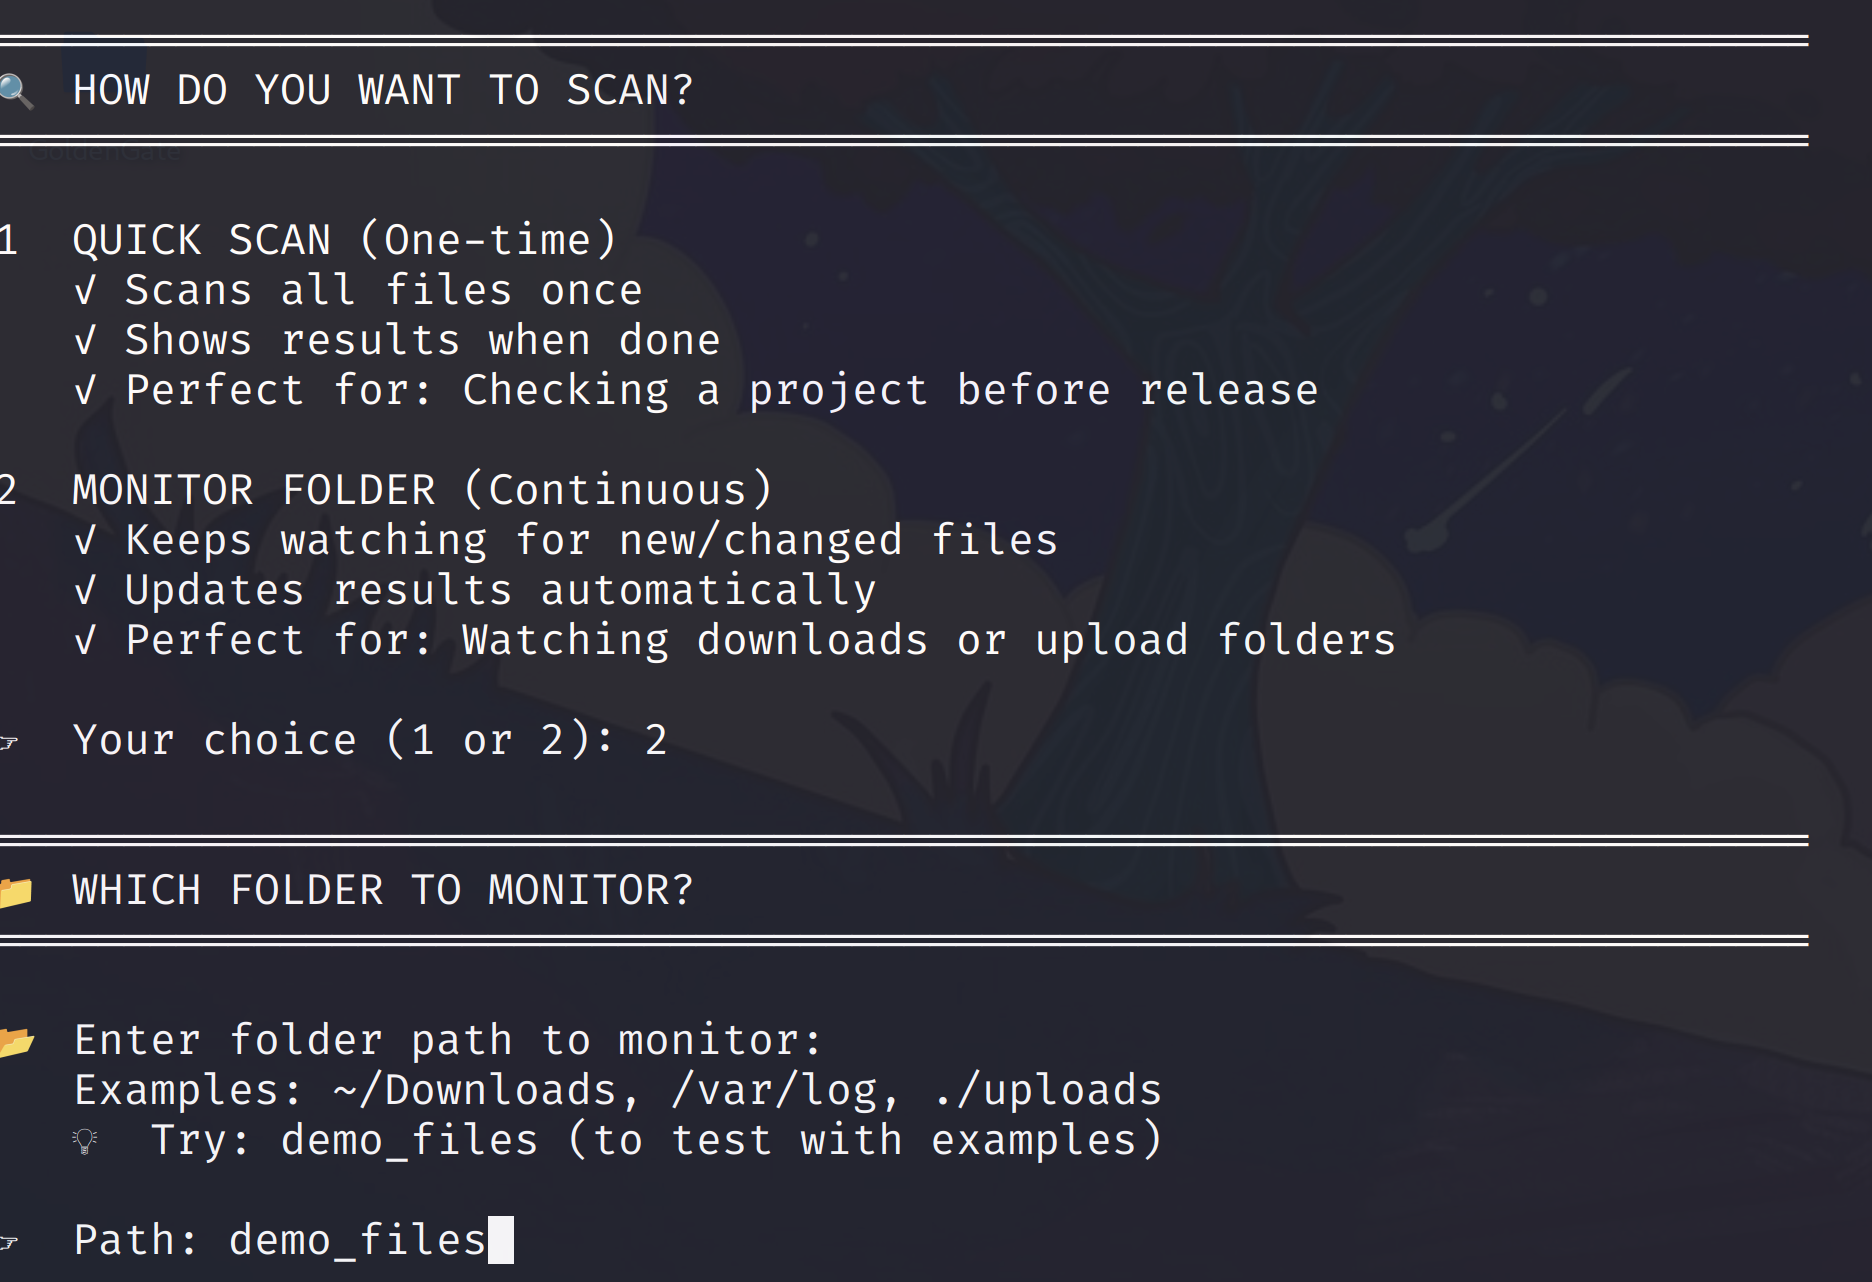 🔍 HOW DO YOU WANT TO SCAN?
GoldenGate
1 QUICK SCAN (One-time)
√ Scans all files once
√ Shows results when done
√ Perfect for: Checking a project before release
2 MONITOR FOLDER (Continuous)
√ Keeps watching for new/changed files
√ Updates results automatically
√ Perfect for: Watching downloads or upload folders
☞ Your choice (1 or 2): 2
📁 WHICH FOLDER TO MONITOR?
📂 Enter folder path to monitor:
Examples: ~/Downloads, /var/log, ./uploads
💡 Try: demo_files (to test with examples)
☞ Path: demo_files